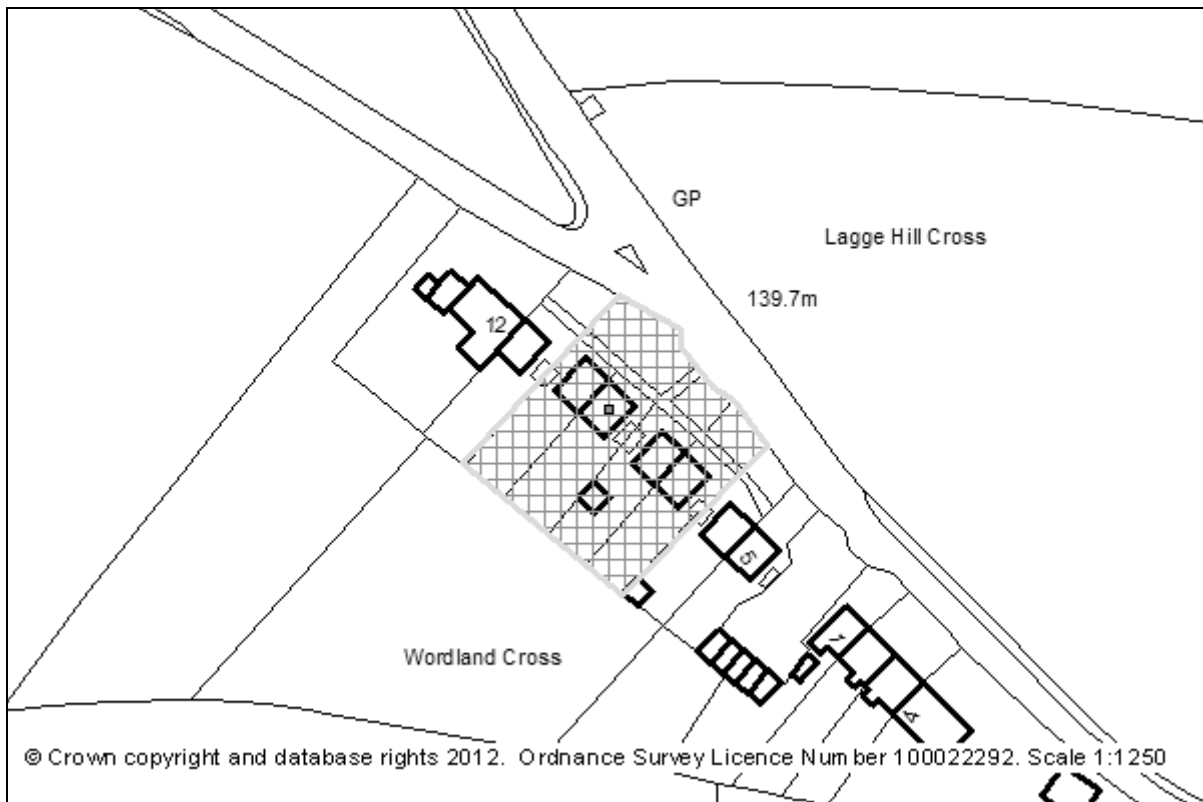 GP
Lagge Hill Cross
139.7m
12
5
1
4
Wordland Cross
© Crown copyright and database rights 2012. Ordnance Survey Licence Number 100022292. Scale 1:1250